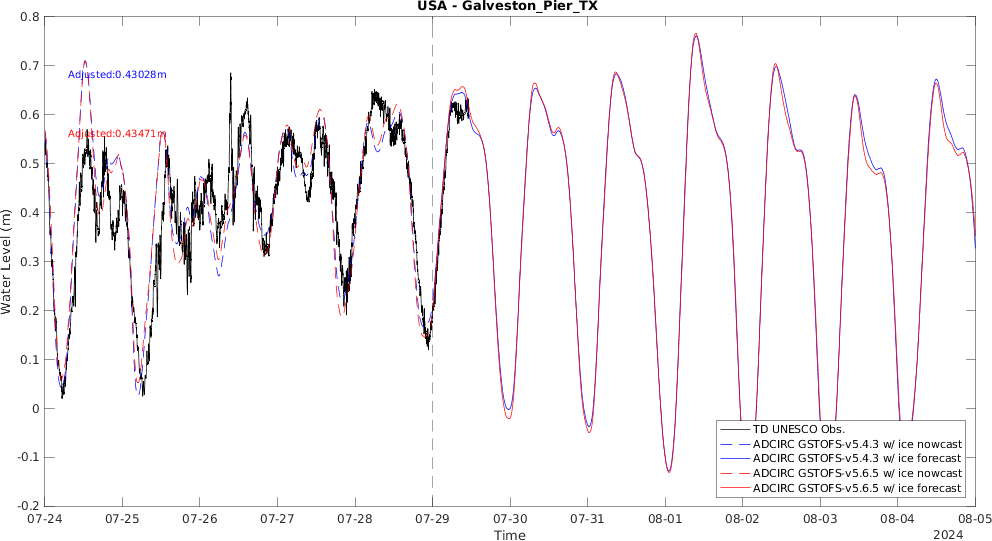 USA - Galveston_Pier_TX
0.8
0.7
0.6
0.5
0.4
0.3
0.2
0.1
0
-0.1
-0.2
Water Level (m)
Adjusted:0.43028m
Adjusted:0.43471m
TD UNESCO Obs.
ADCIRC GSTOFS-v5.4.3 w/ ice nowcast
ADCIRC GSTOFS-v5.4.3 w/ ice forecast
ADCIRC GSTOFS-v5.6.5 w/ ice nowcast
ADCIRC GSTOFS-v5.6.5 w/ ice forecast
07-24 07-25 07-26 07-27 07-28 07-29 07-30 07-31 08-01 08-02 08-03 08-04 08-05
Time
2024